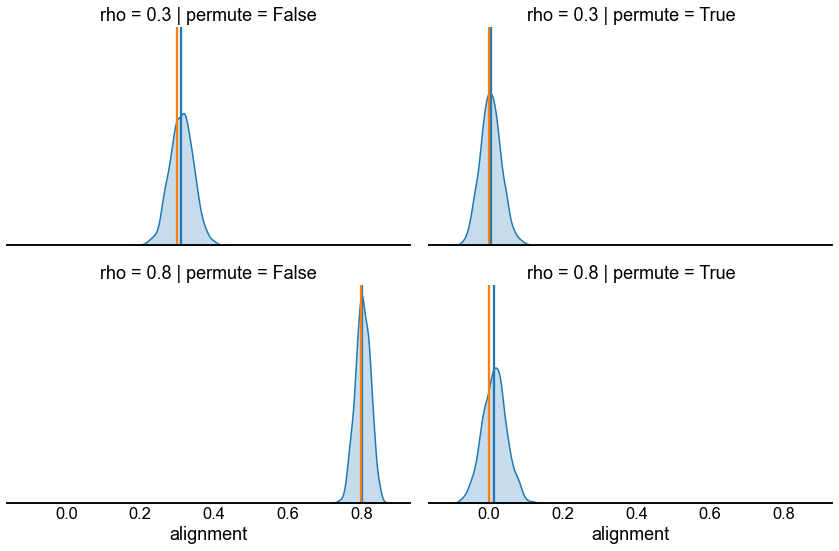 rho = 0.3 | permute = False
rho = 0.3 | permute = True
rho = 0.8 | permute = False
rho = 0.8 | permute = True
0.0 0.2 0.4 0.6 0.8
0.0 0.2 0.4 0.6 0.8
alignment
alignment